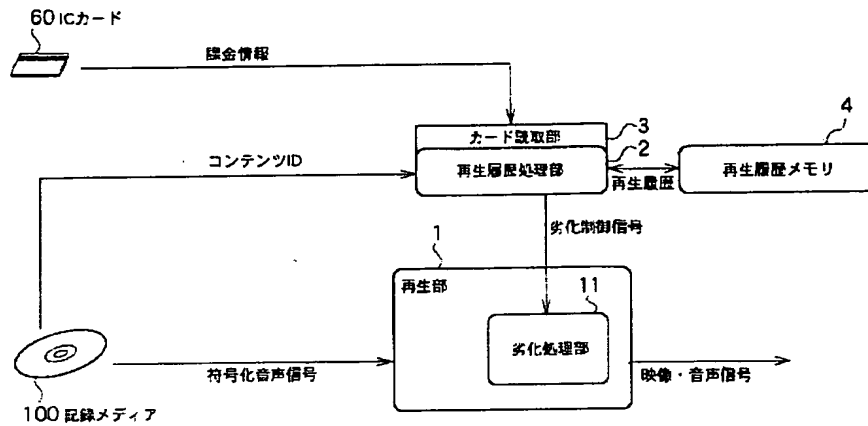 60 ICカード
課金情報
カード読取部
3
2
4
コンテンツID
再生履歴処理部
再生履歴
再生履歴メモリ
劣化制御信号
1
再生部
11
劣化処理部
符号化音声信号
映像・音声信号
100 記録メディア